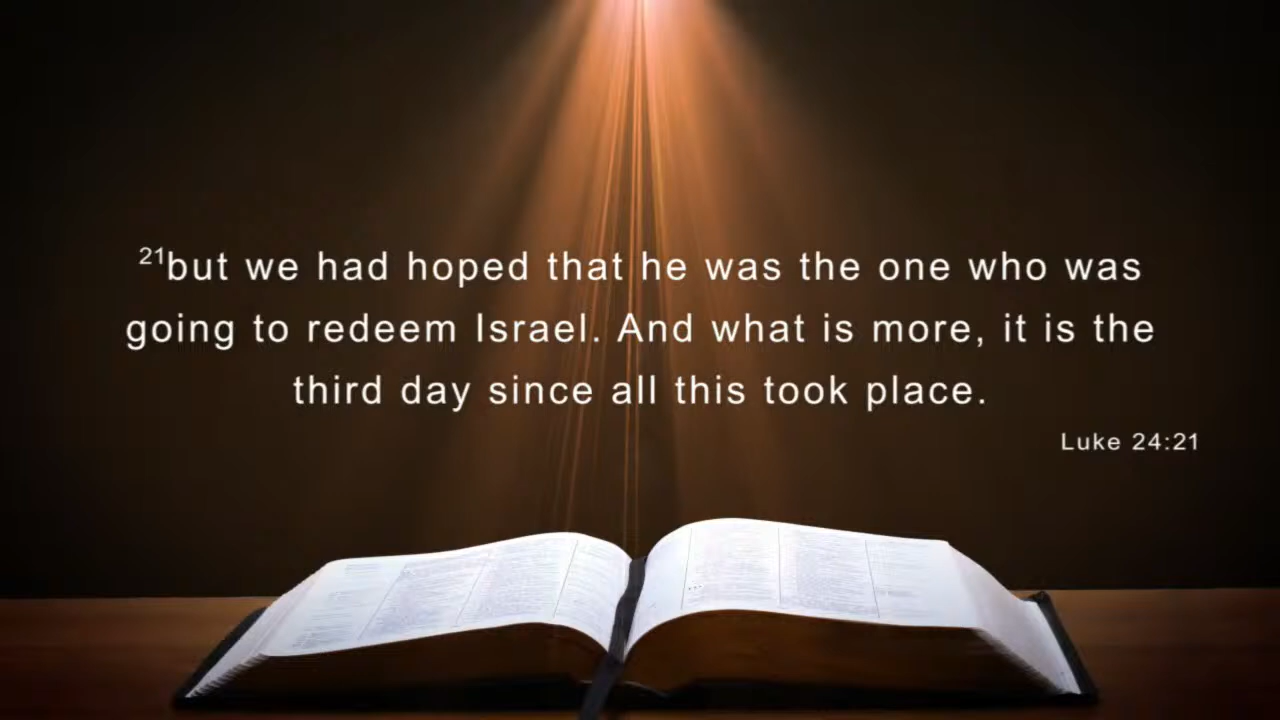 21but we had hoped that he was the one who was
going to redeem Israel. And what is more, it is the
third day since all this took place.
Luke 24:21